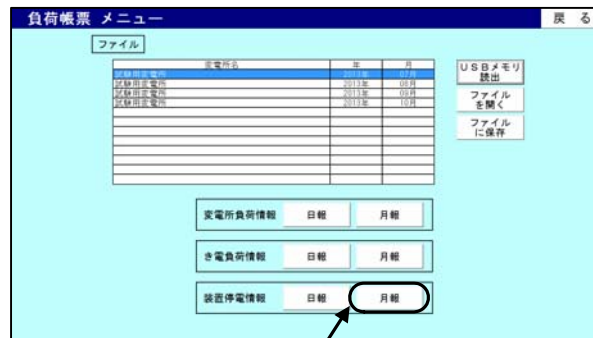 負荷帳票 メニュー 戻 る
ファイル
変電所名 年 月
試験用変電所 2013年 07月
試験用変電所 2013年 08月
試験用変電所 2013年 09月
試験用変電所 2013年 10月
USBメモリ
読出
ファイル
を開く
ファイル
に保存
変電所負荷情報 日報 月報
き電負荷情報 日報 月報
装置停電情報 日報 月報